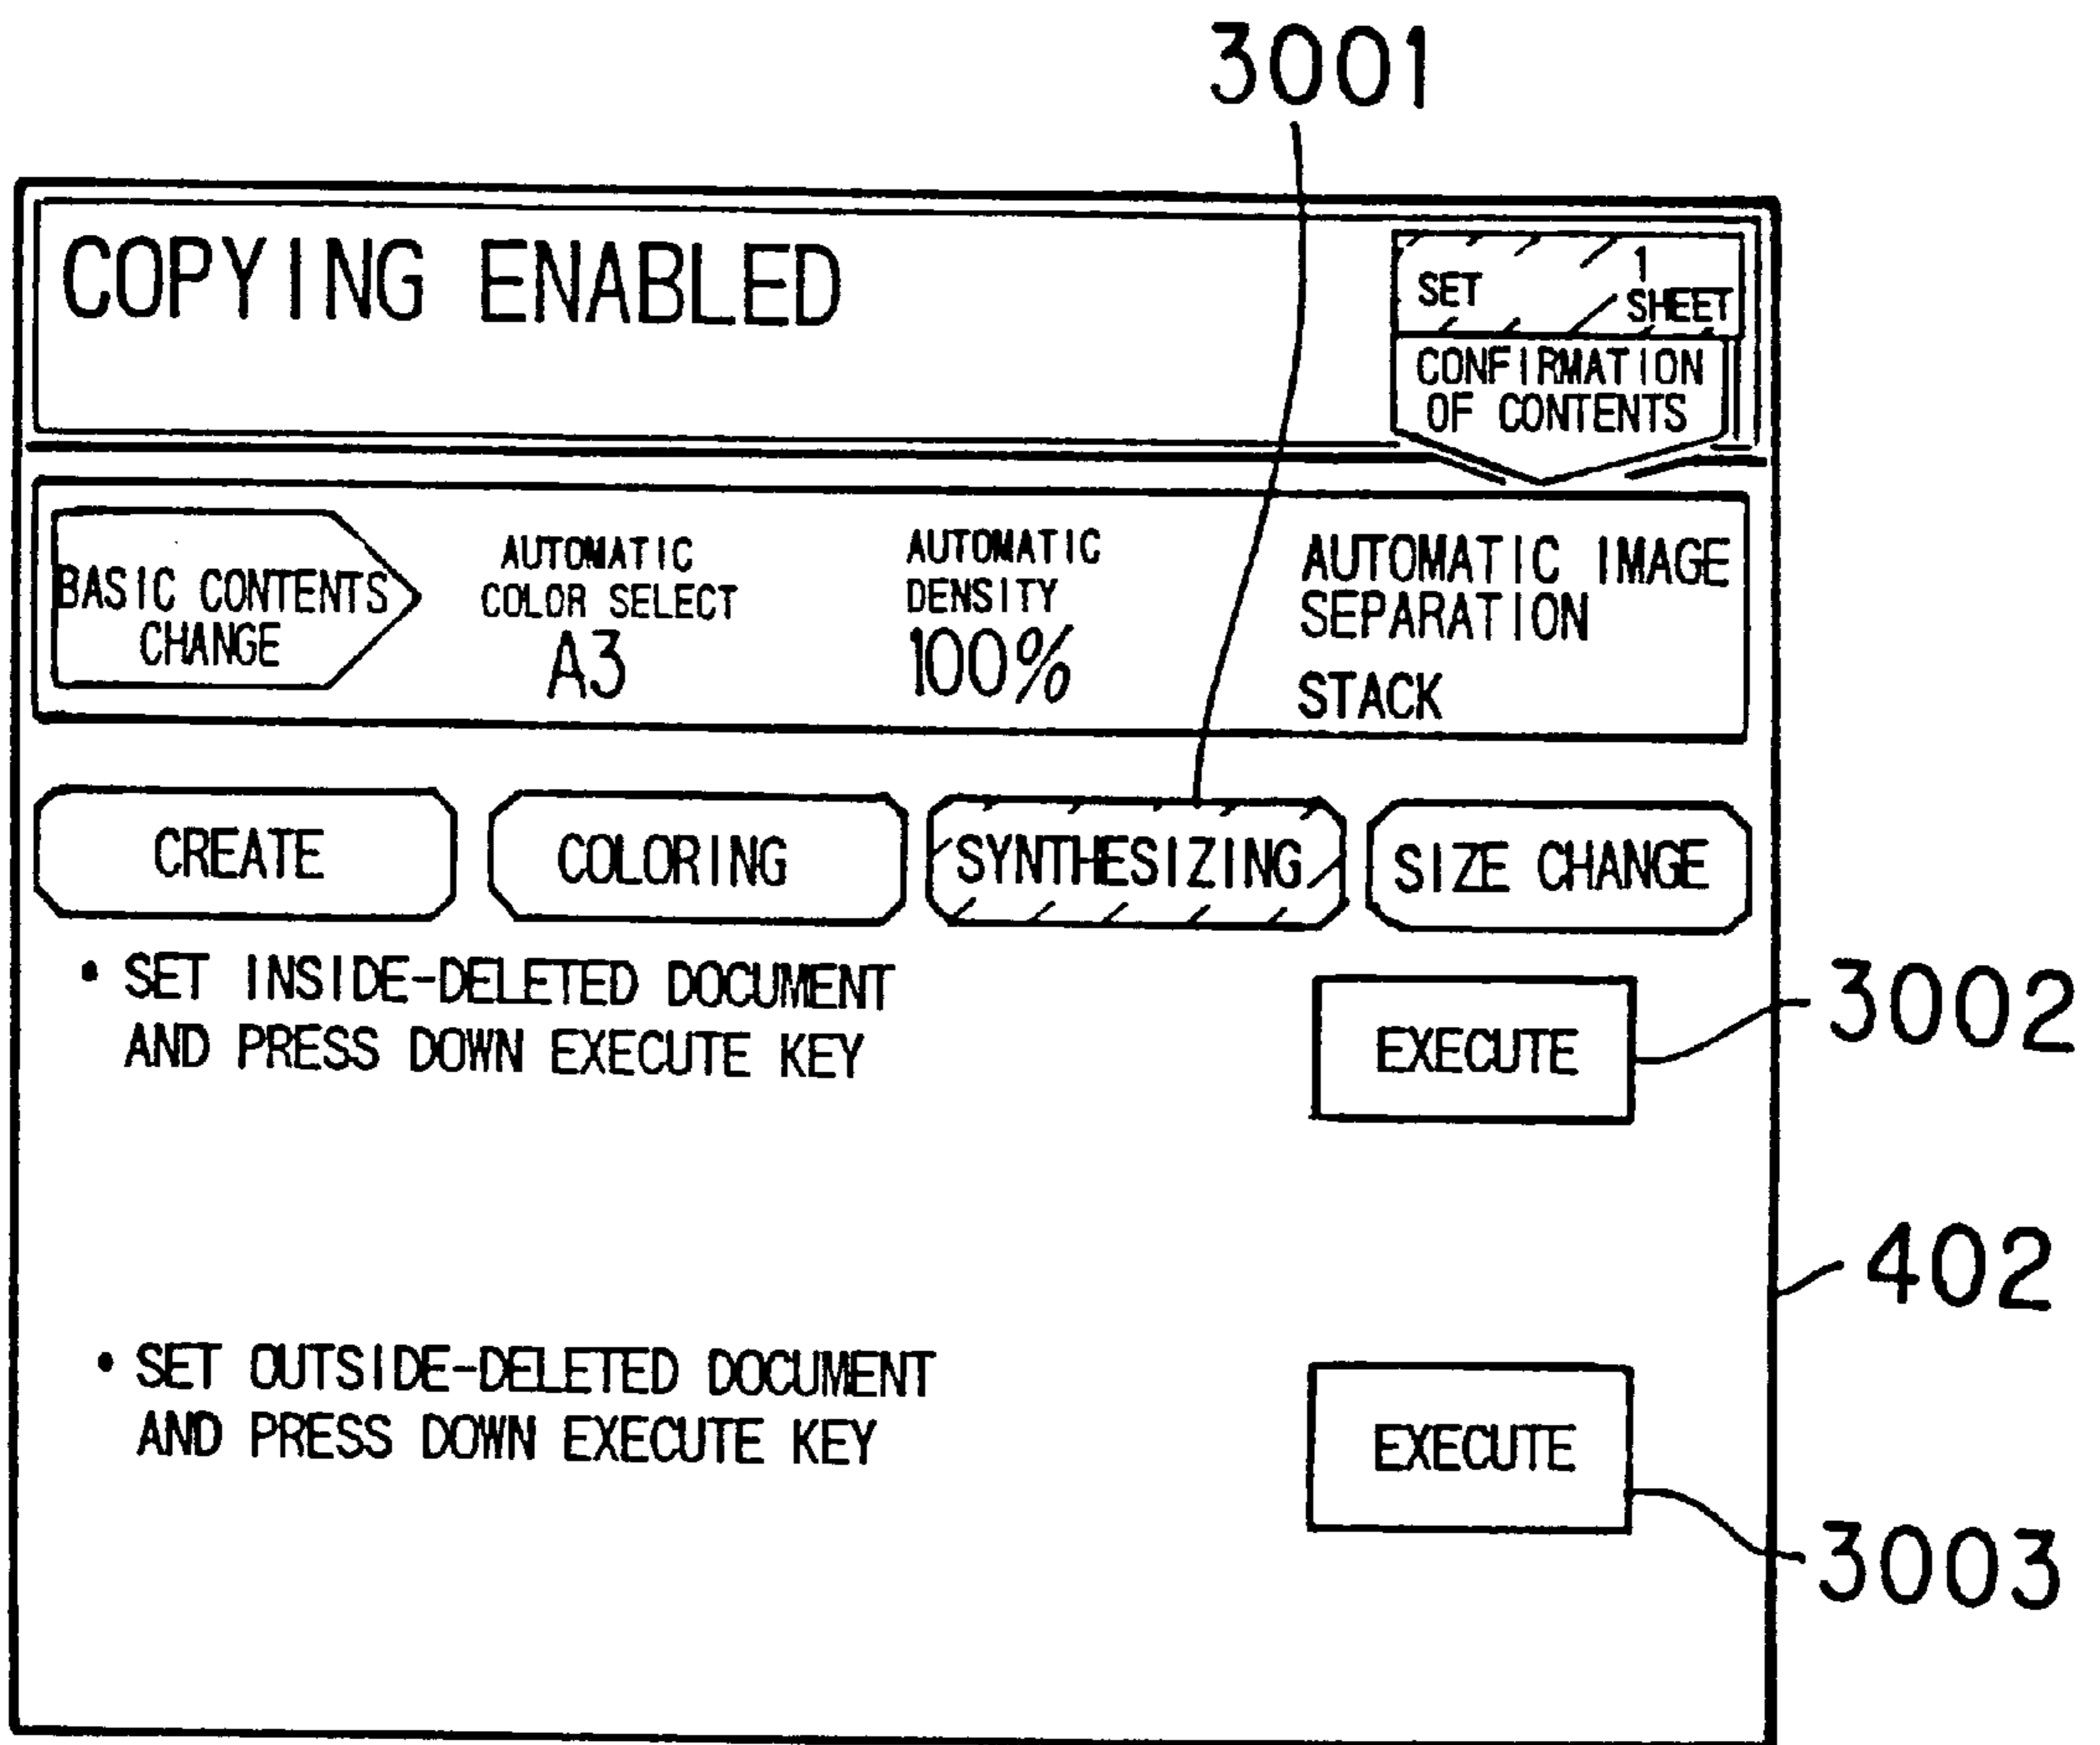 3001
COPYING ENABLED
SET 1 SHEET
CONFIRMATION
OF CONTENTS
BASIC CONTENTS
CHANGE
AUTOMATIC
COLOR SELECT
A3
AUTOMATIC
DENSITY
100%
AUTOMATIC IMAGE
SEPARATION
STACK
CREATE
COLORING
SYNTHESIZING
SIZE CHANGE
• SET INSIDE-DELETED DOCUMENT
AND PRESS DOWN EXECUTE KEY
EXECUTE
3002
402
• SET OUTSIDE-DELETED DOCUMENT
AND PRESS DOWN EXECUTE KEY
EXECUTE
3003